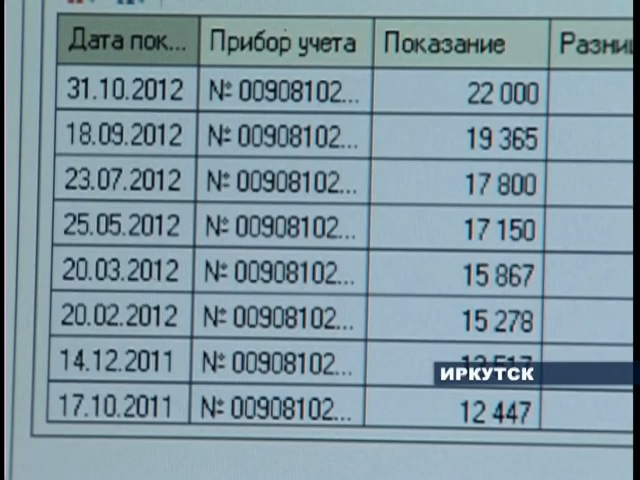 Дата пок... Прибор учета Показание Разни
31.10.2012 № 00908102... 22 000
18.09.2012 № 00908102... 19 365
23.07.2012 № 00908102... 17 800
25.05.2012 № 00908102... 17 150
20.03.2012 № 00908102... 15 867
20.02.2012 № 00908102... 15 278
14.12.2011 № 00908102...
ИРКУТСК
17.10.2011 № 00908102... 12 447